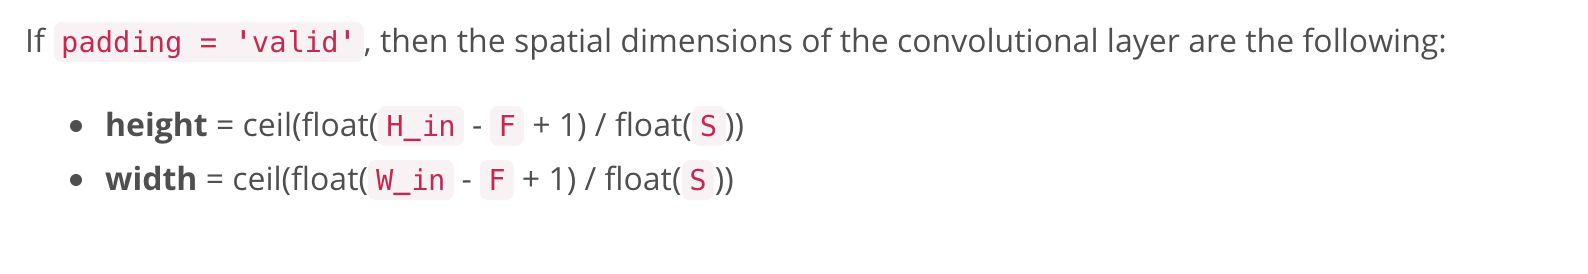 If padding = 'valid', then the spatial dimensions of the convolutional layer are the following:
• height = ceil(float(H_in - F + 1) / float(S))
• width = ceil(float(W_in - F + 1) / float(S))